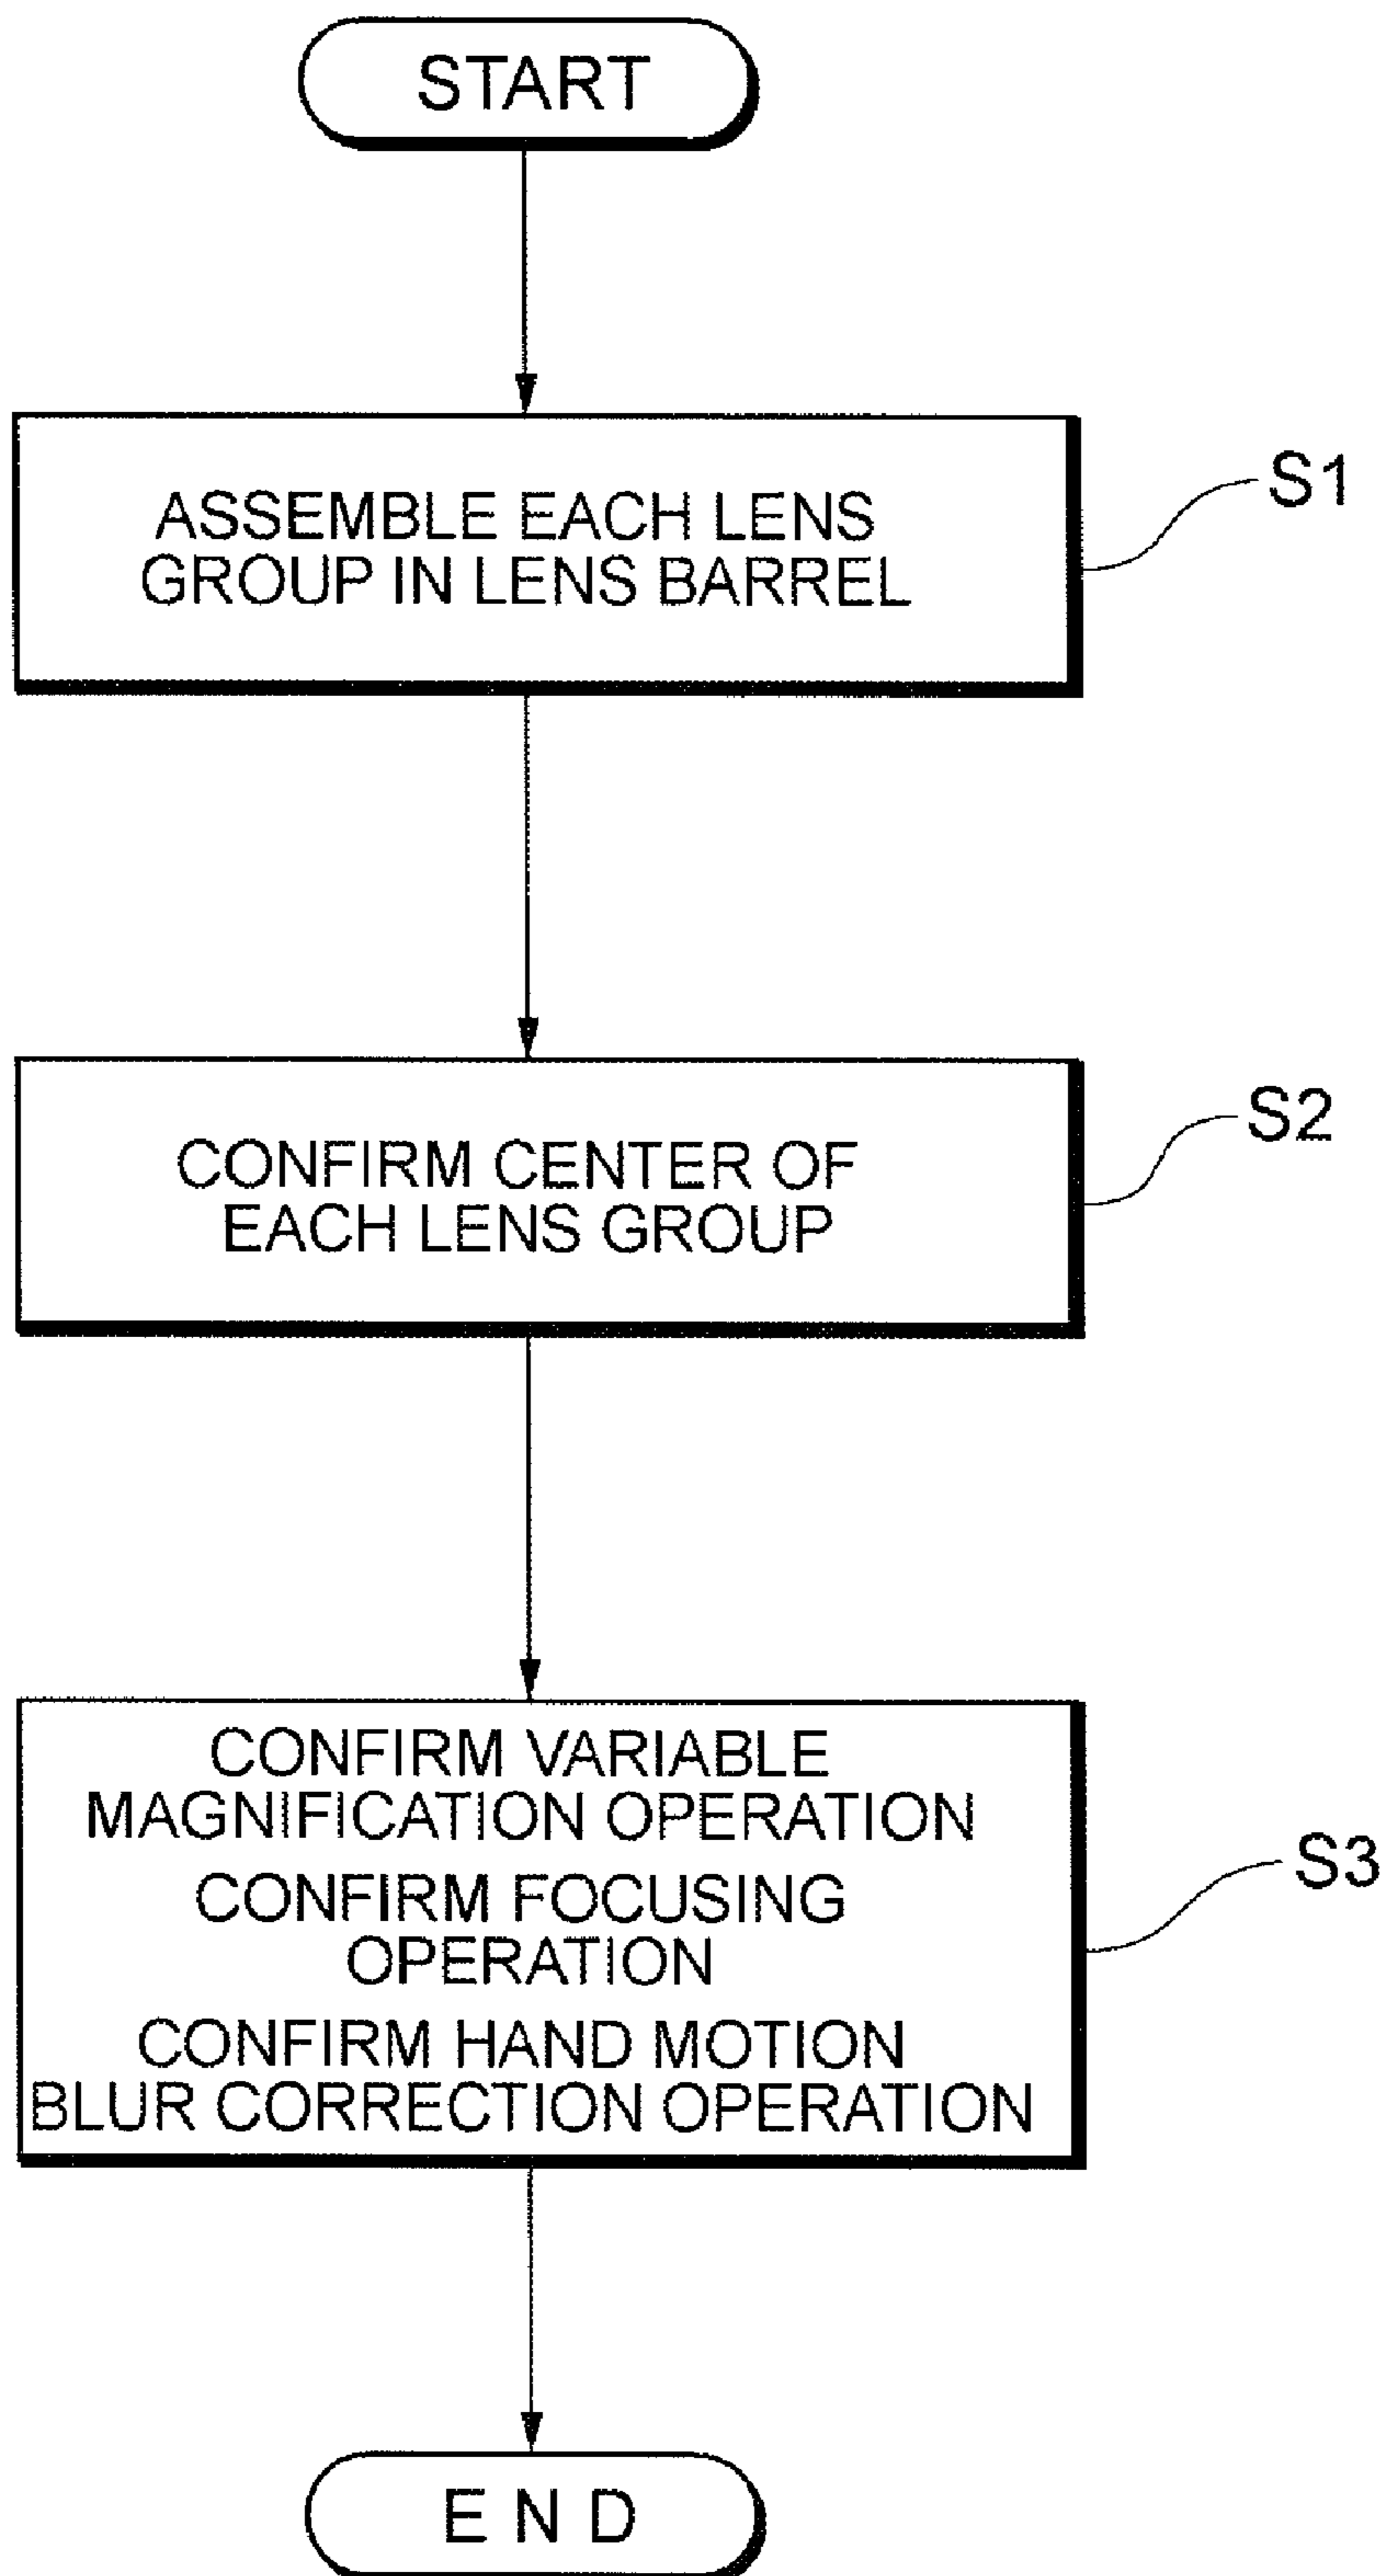 START
ASSEMBLE EACH LENS
GROUP IN LENS BARREL
S1
CONFIRM CENTER OF
EACH LENS GROUP
S2
CONFIRM VARIABLE
MAGNIFICATION OPERATION
CONFIRM FOCUSING
OPERATION
CONFIRM HAND MOTION
BLUR CORRECTION OPERATION
S3
END